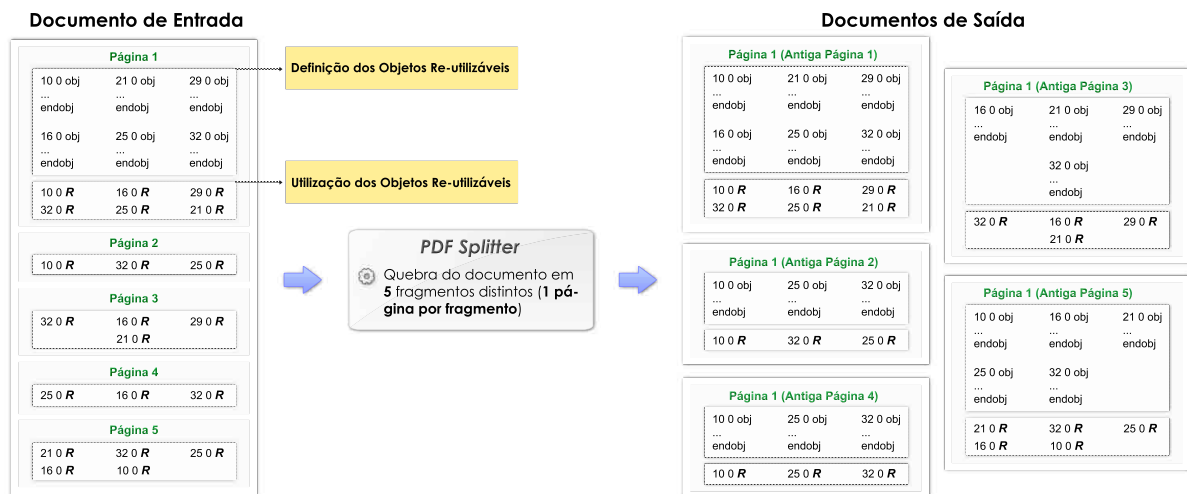 Documento de Entrada
Página 1
10 0 obj 21 0 obj 29 0 obj
... ... ...
endobj endobj endobj
16 0 obj 25 0 obj 32 0 obj
... ... ...
endobj endobj endobj
10 0 R 16 0 R 29 0 R
32 0 R 25 0 R 21 0 R
Página 2
10 0 R 32 0 R 25 0 R
Página 3
32 0 R 16 0 R 29 0 R
21 0 R
Página 4
25 0 R 16 0 R 32 0 R
Página 5
21 0 R 32 0 R 25 0 R
16 0 R 10 0 R
Definição dos Objetos Re-utilizáveis
Utilização dos Objetos Re-utilizáveis
PDF Splitter
Quebra do documento em
5 fragmentos distintos (1 pá-
gina por fragmento)
Documentos de Saída
Página 1 (Antiga Página 1)
10 0 obj 21 0 obj 29 0 obj
... ... ...
endobj endobj endobj
16 0 obj 25 0 obj 32 0 obj
... ... ...
endobj endobj endobj
10 0 R 16 0 R 29 0 R
32 0 R 25 0 R 21 0 R
Página 1 (Antiga Página 2)
10 0 obj 25 0 obj 32 0 obj
... ... ...
endobj endobj endobj
10 0 R 32 0 R 25 0 R
Página 1 (Antiga Página 4)
10 0 obj 25 0 obj 32 0 obj
... ... ...
endobj endobj endobj
10 0 R 25 0 R 32 0 R
Página 1 (Antiga Página 3)
16 0 obj 21 0 obj 29 0 obj
... ... ...
endobj endobj endobj
32 0 obj
...
endobj
32 0 R 16 0 R 29 0 R
21 0 R
Página 1 (Antiga Página 5)
10 0 obj 16 0 obj 21 0 obj
... ... ...
endobj endobj endobj
25 0 obj 32 0 obj
... ...
endobj endobj
21 0 R 32 0 R 25 0 R
16 0 R 10 0 R